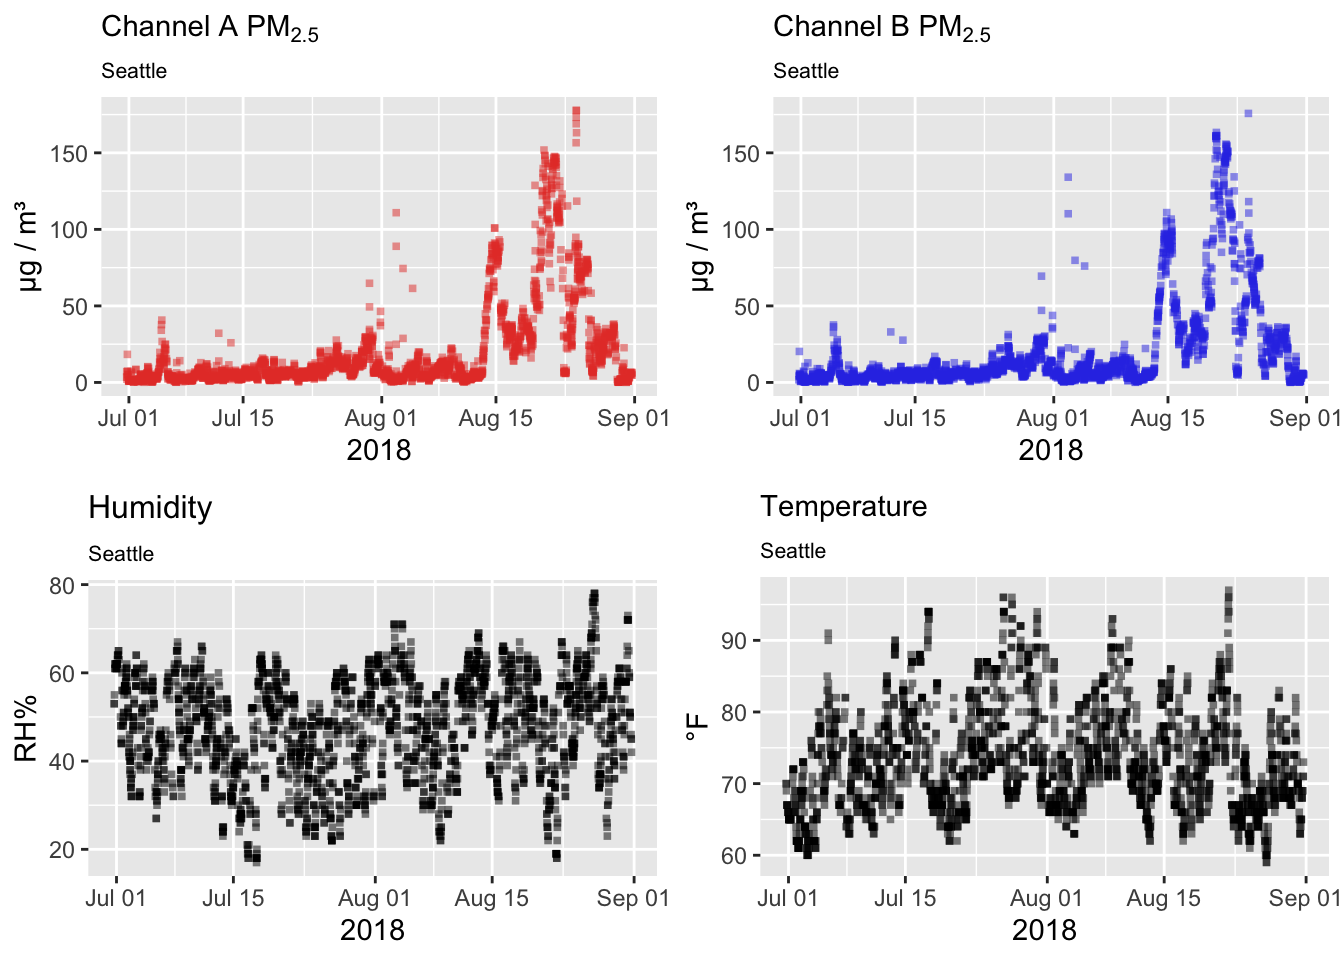 Channel A PM2.5
Seattle
150
100
50
0
µg / m³
Jul 01 Jul 15 Aug 01 Aug 15 Sep 01
2018
Channel B PM2.5
Seattle
150
100
50
0
µg / m³
Jul 01 Jul 15 Aug 01 Aug 15 Sep 01
2018
Humidity
Seattle
80
60
40
20
RH%
Jul 01 Jul 15 Aug 01 Aug 15 Sep 01
2018
Temperature
Seattle
90
80
70
60
°F
Jul 01 Jul 15 Aug 01 Aug 15 Sep 01
2018